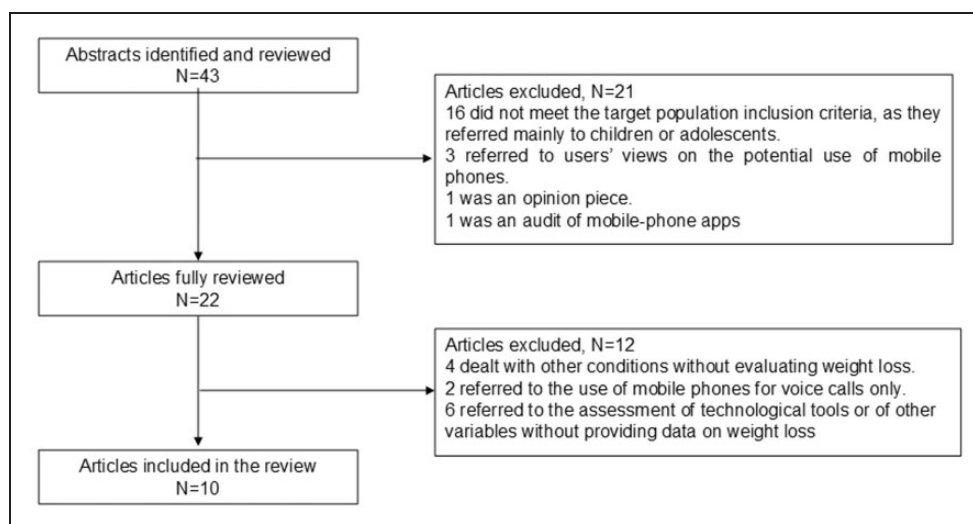 Abstracts identified and reviewed
N=43
Articles excluded, N=21
16 did not meet the target population inclusion criteria, as they
referred mainly to children or adolescents.
3 referred to users’ views on the potential use of mobile
phones.
1 was an opinion piece.
1 was an audit of mobile-phone apps
Articles fully reviewed
N=22
Articles excluded, N=12
4 dealt with other conditions without evaluating weight loss.
2 referred to the use of mobile phones for voice calls only.
6 referred to the assessment of technological tools or of other
variables without providing data on weight loss
Articles included in the review
N=10